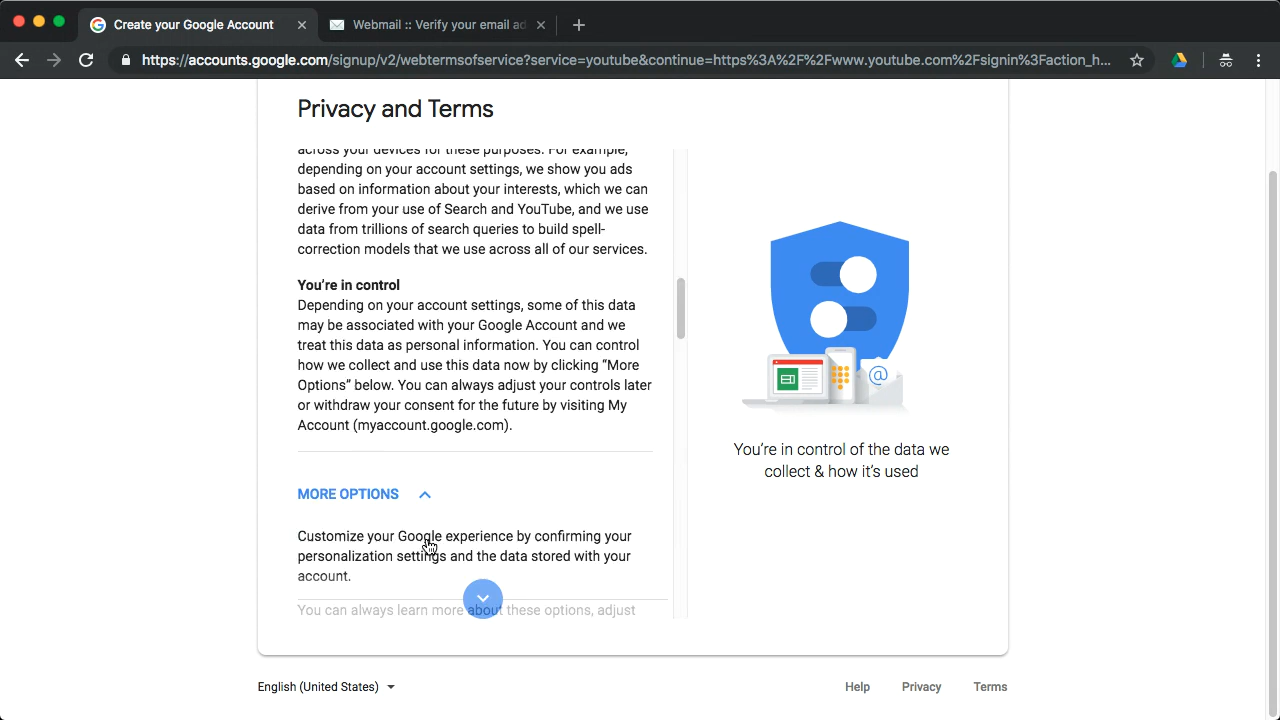 Create your Google Account
Webmail :: Verify your email ad
https://accounts.google.com/signup/v2/webtermsofservice?service=youtube&continue=https%3A%2F%2Fwww.youtube.com%2Fsignin%3Faction_h...
Privacy and Terms
across your devices for these purposes. For example,
depending on your account settings, we show you ads
based on information about your interests, which we can
derive from your use of Search and YouTube, and we use
data from trillions of search queries to build spell-
correction models that we use across all of our services.
You're in control
Depending on your account settings, some of this data
may be associated with your Google Account and we
treat this data as personal information. You can control
how we collect and use this data now by clicking “More
Options” below. You can always adjust your controls later
or withdraw your consent for the future by visiting My
Account (myaccount.google.com).
MORE OPTIONS
Customize your Google experience by confirming your
personalization settings and the data stored with your
account.
You can always learn more about these options, adjust
@
You're in control of the data we
collect & how it's used
English (United States)
Help Privacy Terms